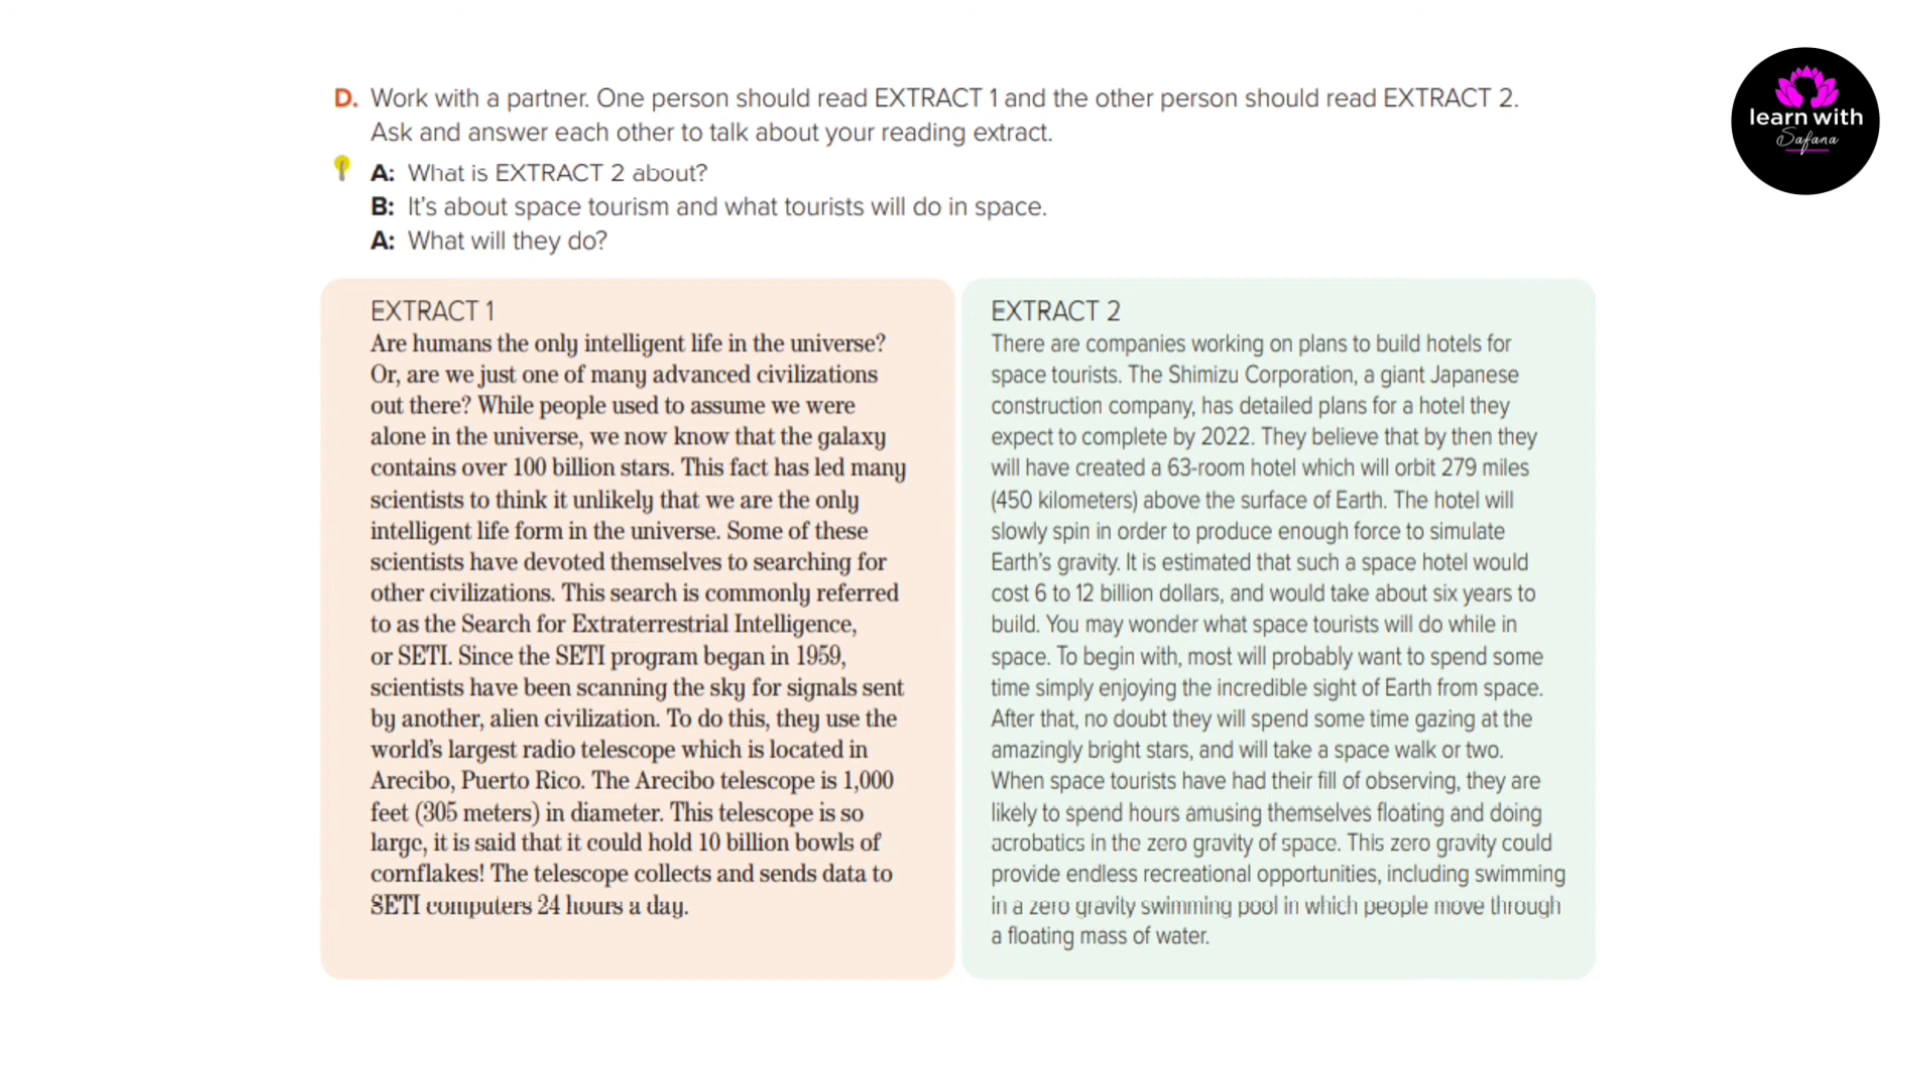 learn with
Safana
D. Work with a partner. One person should read EXTRACT 1 and the other person should read EXTRACT 2.
Ask and answer each other to talk about your reading extract.
A: What is EXTRACT 2 about?
B: It's about space tourism and what tourists will do in space.
A: What will they do?
EXTRACT 1
Are humans the only intelligent life in the universe?
Or, are we just one of many advanced civilizations
out there? While people used to assume we were
alone in the universe, we now know that the galaxy
contains over 100 billion stars. This fact has led many
scientists to think it unlikely that we are the only
intelligent life form in the universe. Some of these
scientists have devoted themselves to searching for
other civilizations. This search is commonly referred
to as the Search for Extraterrestrial Intelligence,
or SETI. Since the SETI program began in 1959,
scientists have been scanning the sky for signals sent
by another, alien civilization. To do this, they use the
world's largest radio telescope which is located in
Arecibo, Puerto Rico. The Arecibo telescope is 1,000
feet (305 meters) in diameter. This telescope is so
large, it is said that it could hold 10 billion bowls of
cornflakes! The telescope collects and sends data to
SETI computers 24 hours a day.
EXTRACT 2
There are companies working on plans to build hotels for
space tourists. The Shimizu Corporation, a giant Japanese
construction company, has detailed plans for a hotel they
expect to complete by 2022. They believe that by then they
will have created a 63-room hotel which will orbit 279 miles
(450 kilometers) above the surface of Earth. The hotel will
slowly spin in order to produce enough force to simulate
Earth's gravity. It is estimated that such a space hotel would
cost 6 to 12 billion dollars, and would take about six years to
build. You may wonder what space tourists will do while in
space. To begin with, most will probably want to spend some
time simply enjoying the incredible sight of Earth from space.
After that, no doubt they will spend some time gazing at the
amazingly bright stars, and will take a space walk or two.
When space tourists have had their fill of observing, they are
likely to spend hours amusing themselves floating and doing
acrobatics in the zero gravity of space. This zero gravity could
provide endless recreational opportunities, including swimming
in a zero gravity swimming pool in which people move through
a floating mass of water.